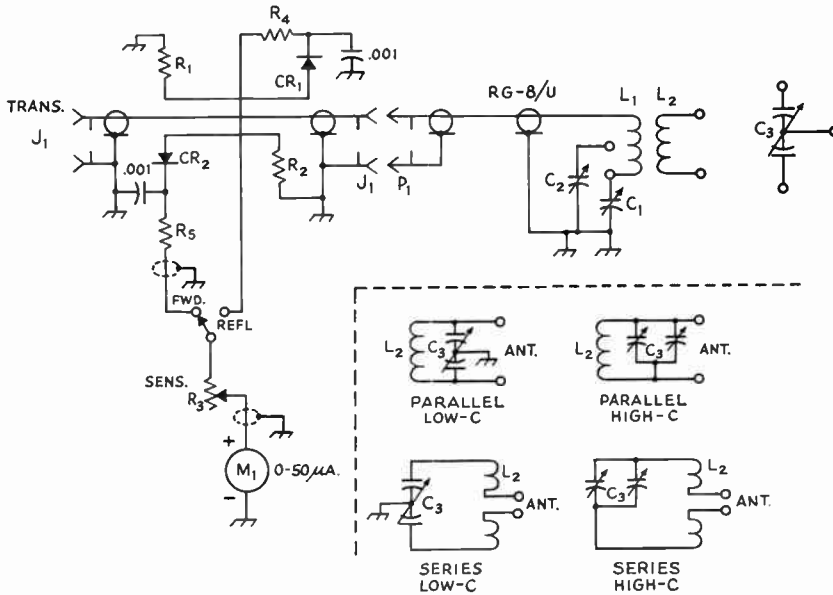 R4
R1
CR1
.001
TRANS.
J1
RG-8/U
L1
L2
C3
CR2
.001
R2
J1
P1
C2
C1
R5
FWD.
REFL
SENS.
R3
+
M1
0-50µA.
-
L2
C3
ANT.
PARALLEL
LOW-C
L2
C3
ANT.
PARALLEL
HIGH-C
L2
C3
ANT.
SERIES
LOW-C
L2
C3
ANT.
SERIES
HIGH-C